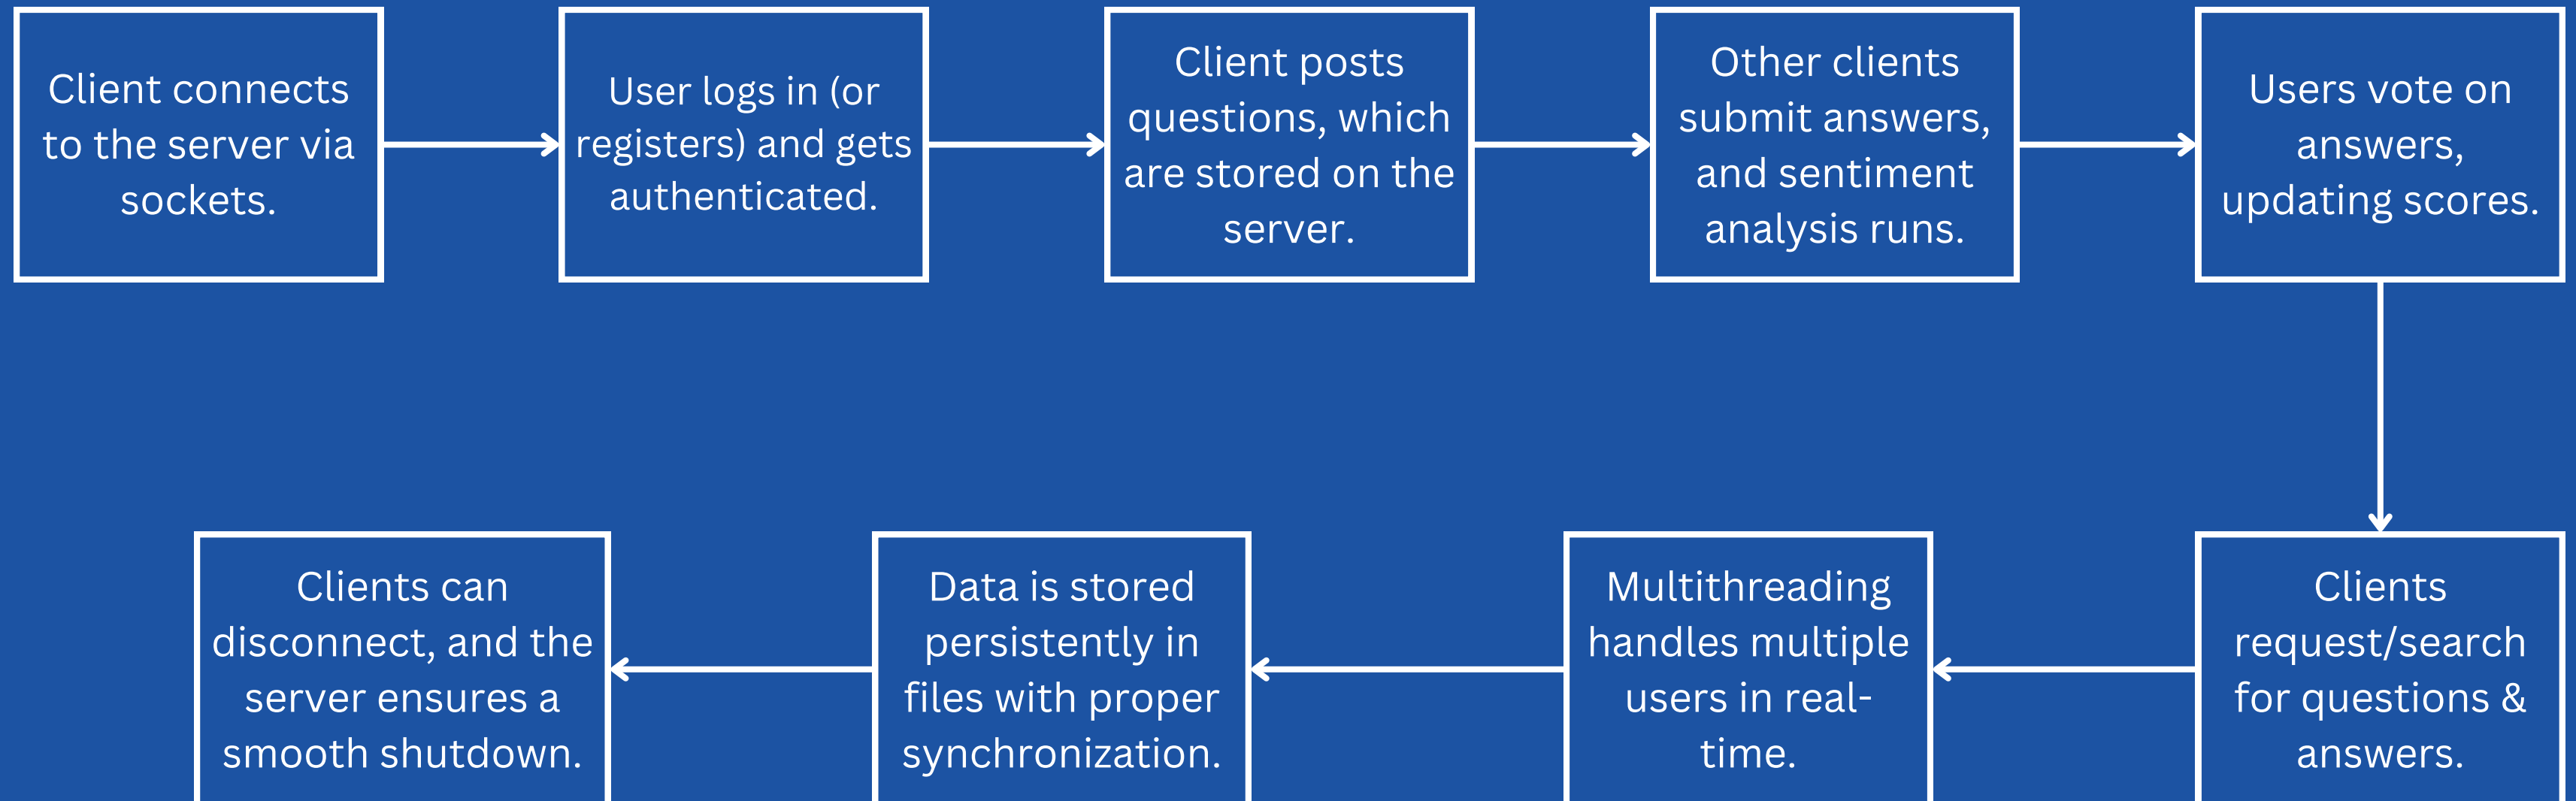 Client connects
to the server via
sockets.
User logs in (or
registers) and gets
authenticated.
Client posts
questions, which
are stored on the
server.
Other clients
submit answers,
and sentiment
analysis runs.
Users vote on
answers,
updating scores.
Clients
request/search
for questions &
answers.
Multithreading
handles multiple
users in real-
time.
Data is stored
persistently in
files with proper
synchronization.
Clients can
disconnect, and the
server ensures a
smooth shutdown.